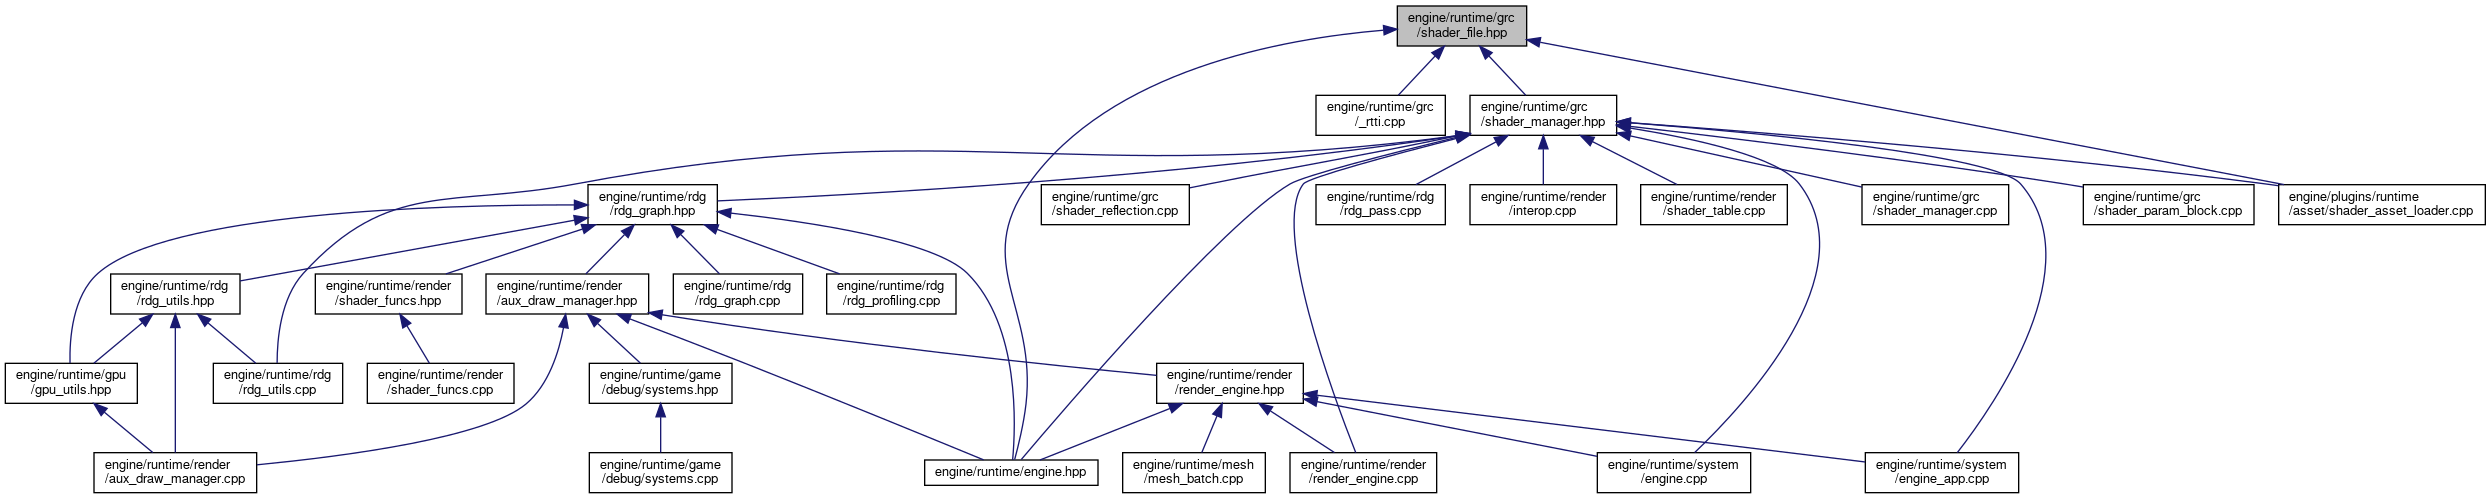 engine/runtime/grc
/shader_file.hpp
engine/runtime/grc
/_rtti.cpp
engine/runtime/grc
/shader_manager.hpp
engine/runtime/rdg
/rdg_graph.hpp
engine/runtime/grc
/shader_reflection.cpp
engine/runtime/rdg
/rdg_pass.cpp
engine/runtime/render
/interop.cpp
engine/runtime/render
/shader_table.cpp
engine/runtime/grc
/shader_manager.cpp
engine/runtime/grc
/shader_param_block.cpp
engine/plugins/runtime
/asset/shader_asset_loader.cpp
engine/runtime/rdg
/rdg_utils.hpp
engine/runtime/render
/shader_funcs.hpp
engine/runtime/render
/aux_draw_manager.hpp
engine/runtime/rdg
/rdg_graph.cpp
engine/runtime/rdg
/rdg_profiling.cpp
engine/runtime/gpu
/gpu_utils.hpp
engine/runtime/rdg
/rdg_utils.cpp
engine/runtime/render
/shader_funcs.cpp
engine/runtime/game
/debug/systems.hpp
engine/runtime/render
/render_engine.hpp
engine/runtime/render
/aux_draw_manager.cpp
engine/runtime/game
/debug/systems.cpp
engine/runtime/engine.hpp
engine/runtime/mesh
/mesh_batch.cpp
engine/runtime/render
/render_engine.cpp
engine/runtime/system
/engine.cpp
engine/runtime/system
/engine_app.cpp